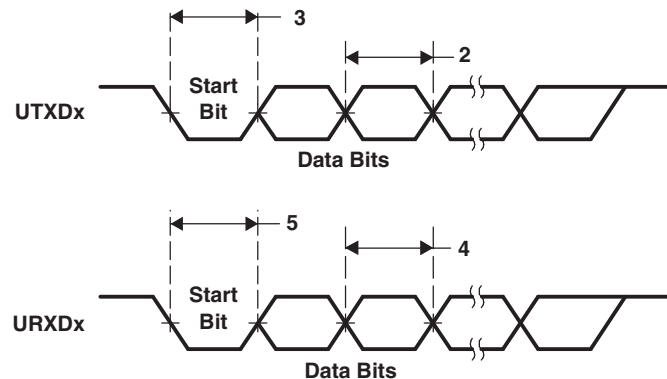 3
2
Start
Bit
UTXDx
Data Bits
5
4
Start
Bit
URXDx
Data Bits